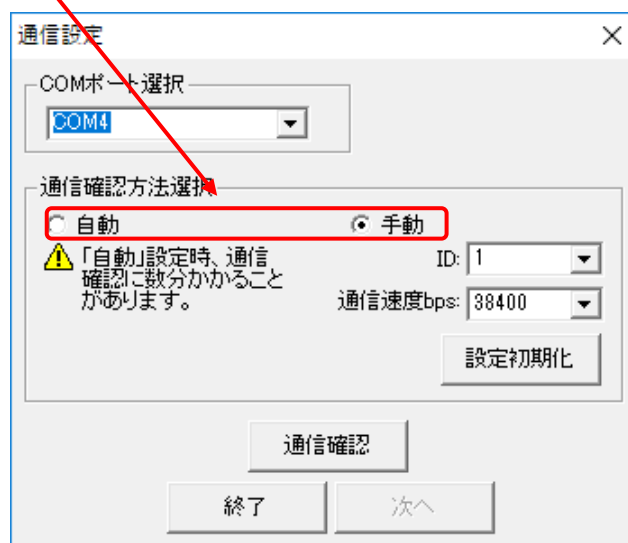 通信設定
COMポート選択
COM4
通信確認方法選択
自動
手動
「自動」設定時、通信
確認に数分かかること
があります。
ID: 1
通信速度bps: 38400
設定初期化
通信確認
終了
次へ